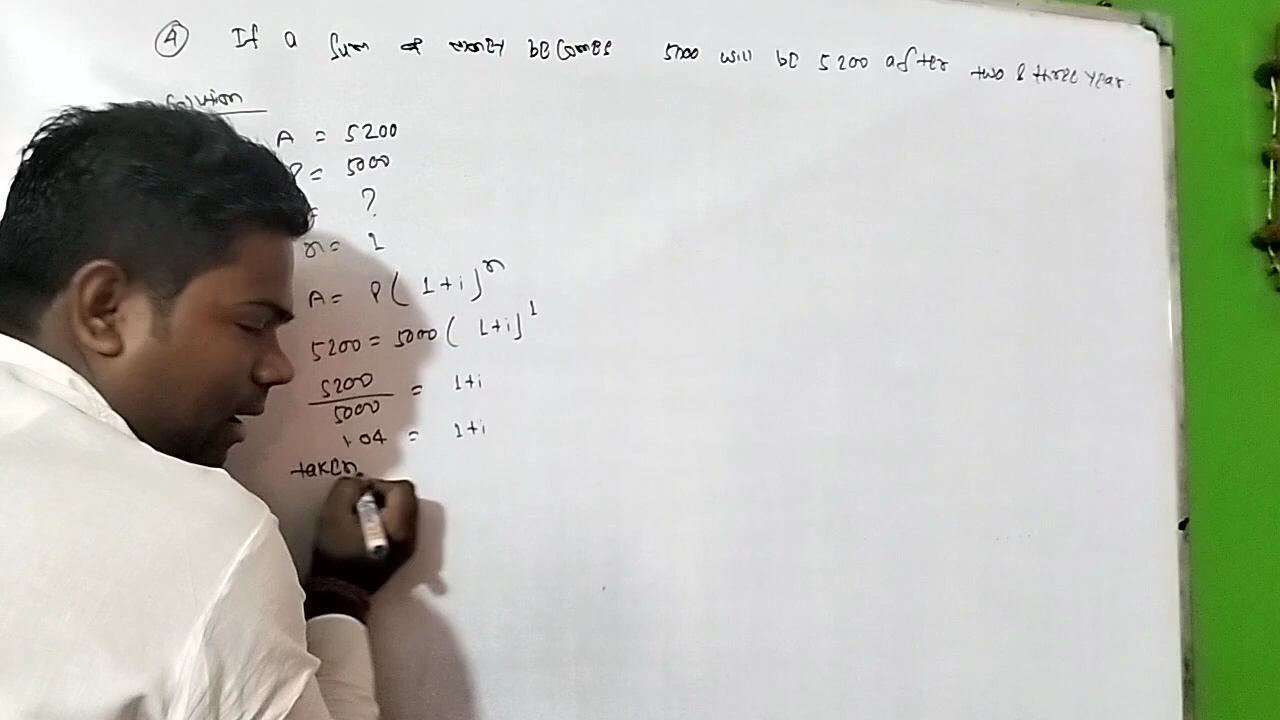 ④ If a sum of money becomes 5000 will be 5200 after two & three year.
Solution
A = 5200
P = 5000
= ?
n = 1
A = P ( 1+i )^n
5200 = 5000 ( 1+i )^1
5200/5000 = 1+i
1.04 = 1+i
taken